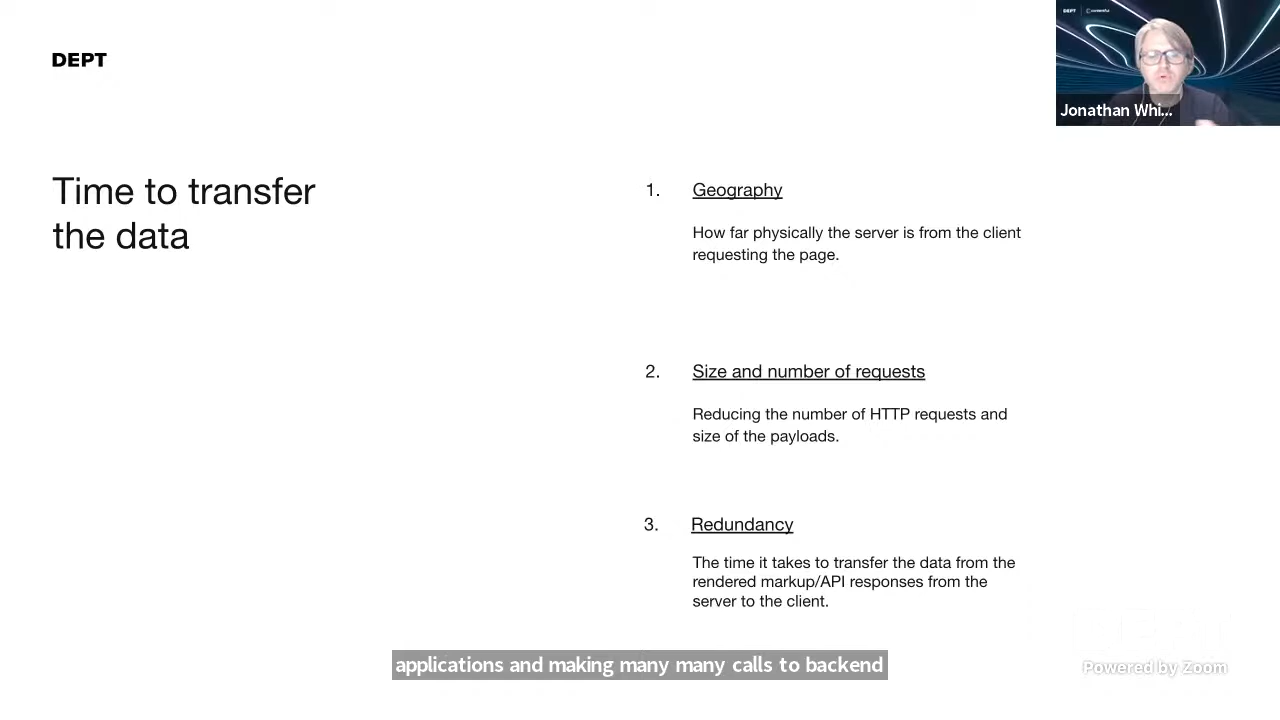 DEPT
DEPT
contentful
Jonathan Whi...
Time to transfer
the data
1. Geography
How far physically the server is from the client
requesting the page.
2. Size and number of requests
Reducing the number of HTTP requests and
size of the payloads.
3. Redundancy
The time it takes to transfer the data from the
rendered markup/API responses from the
server to the client.
applications and making many many calls to backend
Powered by Zoom